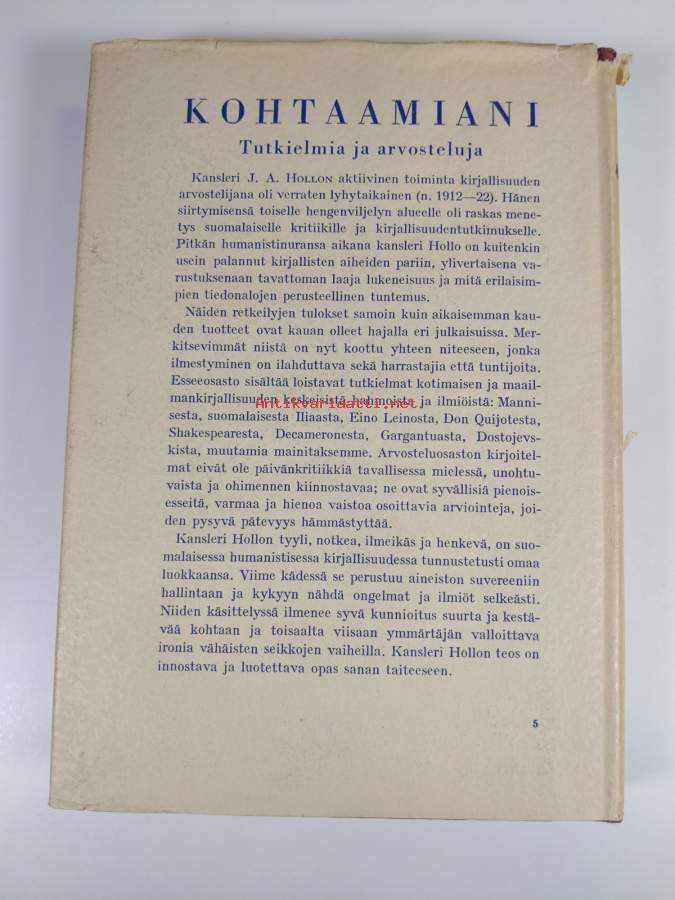 KOHTAAMIANI
Tutkielmia ja arvosteluja
Kansleri J. A. HOLLON aktiivinen toiminta kirjallisuuden
arvostelijana oli verraten lyhytaikainen (n. 1912—22). Hänen
siirtymisensä toiselle hengenviljelyn alueelle oli raskas mene-
tys suomalaiselle kritiikille ja kirjallisuudentutkimukselle.
Pitkän humanistinuransa aikana kansleri Hollo on kuitenkin
usein palannut kirjallisten aiheiden pariin, ylivertaisena va-
rustuksenaan tavattoman laaja lukeneisuus ja mitä erilaisim-
pien tiedonalojen perusteellinen tuntemus.
Näiden retkeilyjen tulokset samoin kuin aikaisemman kau-
den tuotteet ovat kauan olleet hajalla eri julkaisuissa. Mer-
kitsevimmät niistä on nyt koottu yhteen niteeseen, jonka
ilmestyminen on ilahduttava sekä harrastajia että tuntijoita.
Esseeosasto sisältää loistavat tutkielmat kotimaisen ja maail-
mankirjallisuuden keskeisistä hahmoista ja ilmiöistä: Manni-
Antikvariaatti.net
sesta, suomalaisesta Iliaasta, Eino Leinosta, Don Quijotesta,
Shakespearesta, Decameronesta, Gargantuasta, Dostojevs-
kista, muutamia mainitaksemme. Arvosteluosaston kirjoitel-
mat eivät ole päivänkritiikkiä tavallisessa mielessä, unohtu-
vaista ja ohimennen kiinnostavaa; ne ovat syvällisiä pienois-
esseitä, varmaa ja hienoa vaistoa osoittavia arviointeja, joi-
den pysyvä pätevyys hämmästyttää.
Kansleri Hollon tyyli, notkea, ilmeikäs ja henkevä, on suo-
malaisessa humanistisessa kirjallisuudessa tunnustetusti omaa
luokkaansa. Viime kädessä se perustuu aineiston suvereeniin
hallintaan ja kykyyn nähdä ongelmat ja ilmiöt selkeästi.
Niiden käsittelyssä ilmenee syvä kunnioitus suurta ja kestä-
vää kohtaan ja toisaalta viisaan ymmärtäjän valloittava
ironia vähäisten seikkojen vaiheilla. Kansleri Hollon teos on
innostava ja luotettava opas sanan taiteeseen.
5